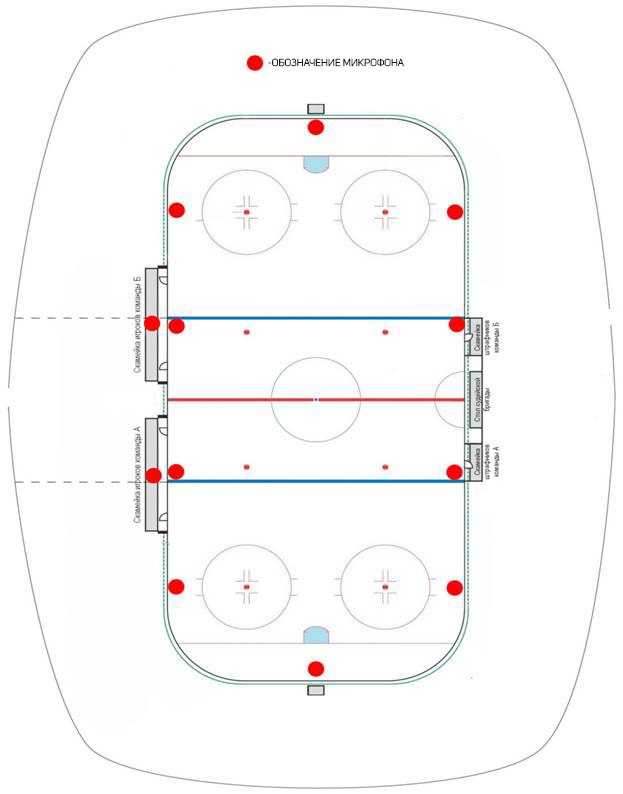 -ОБОЗНАЧЕНИЕ МИКРОФОНА
Скамейка игроков команды Б
Скамейка
штрафников
команды Б
Стол судейской
бригады
Скамейка игроков команды А
Скамейка
штрафников
команды А